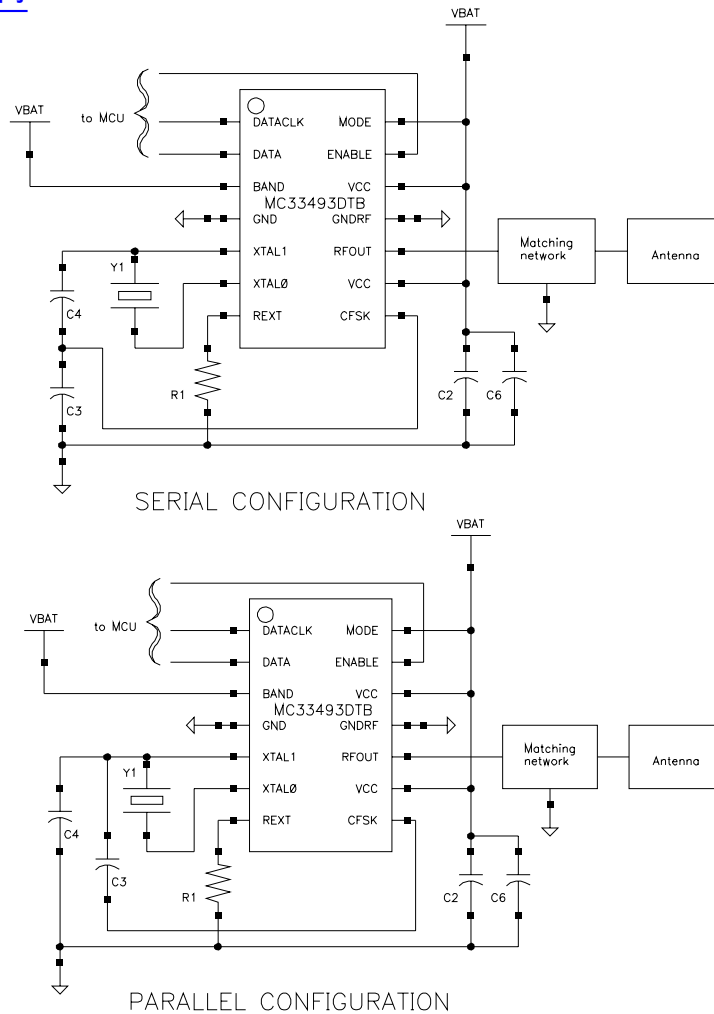 VBAT
VBAT
to MCU
DATACLK MODE
DATA ENABLE
BAND VCC
MC33493DTB
GND GNDRF
XTAL1 RFOUT
Matching
network
Antenna
Y1
XTALØ VCC
C4
REXT CFSK
R1
C2 C6
C3
SERIAL CONFIGURATION
VBAT
VBAT
to MCU
DATACLK MODE
DATA ENABLE
BAND VCC
MC33493DTB
GND GNDRF
XTAL1 RFOUT
Matching
network
Antenna
Y1
XTALØ VCC
C4
REXT CFSK
C3
R1
C2 C6
PARALLEL CONFIGURATION